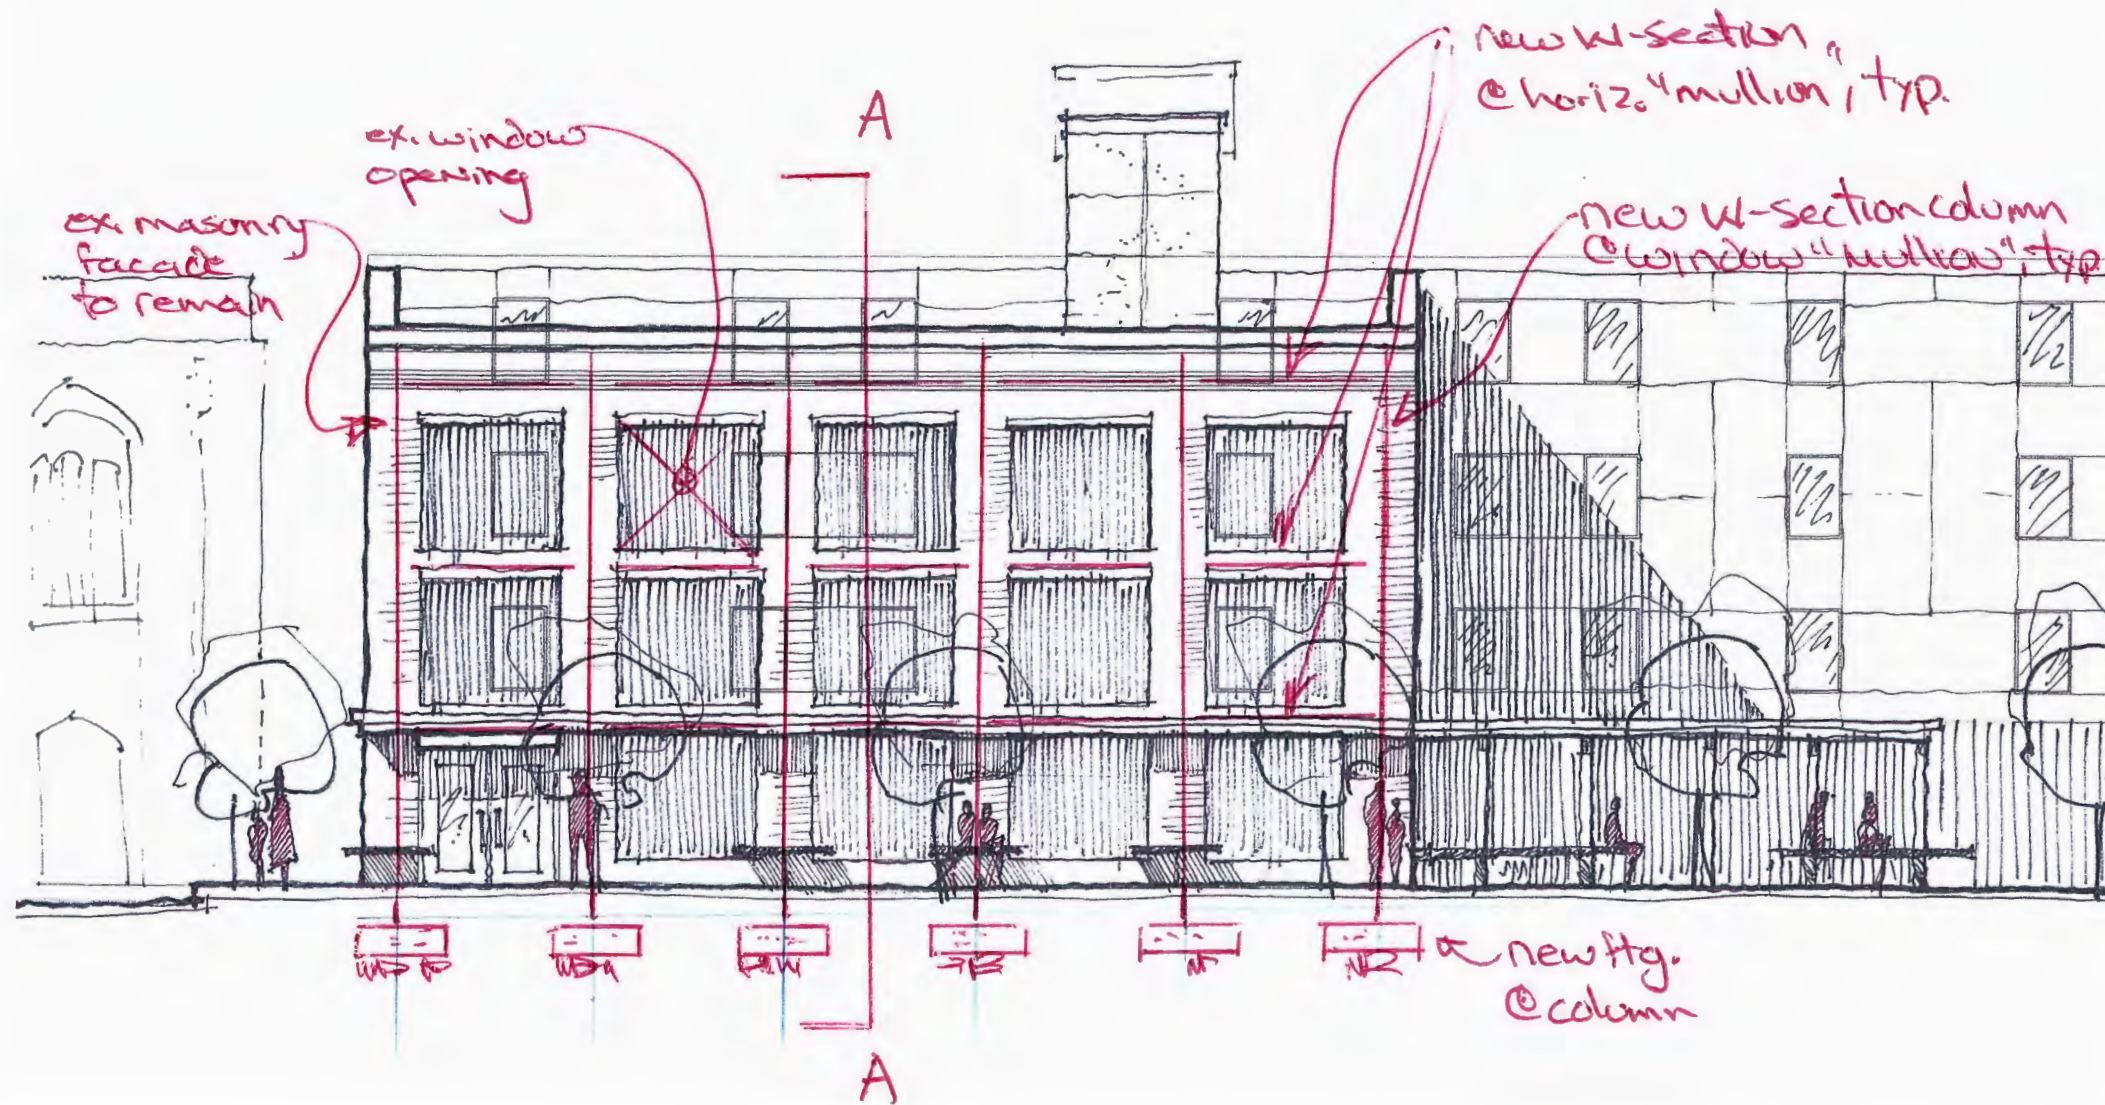 new W-section
@ horiz. "mullion", typ.
A
ex. window
opening
new W-section column
@ window "mullion", typ.
ex. masonry
facade
to remain
new ftg.
@ column
A